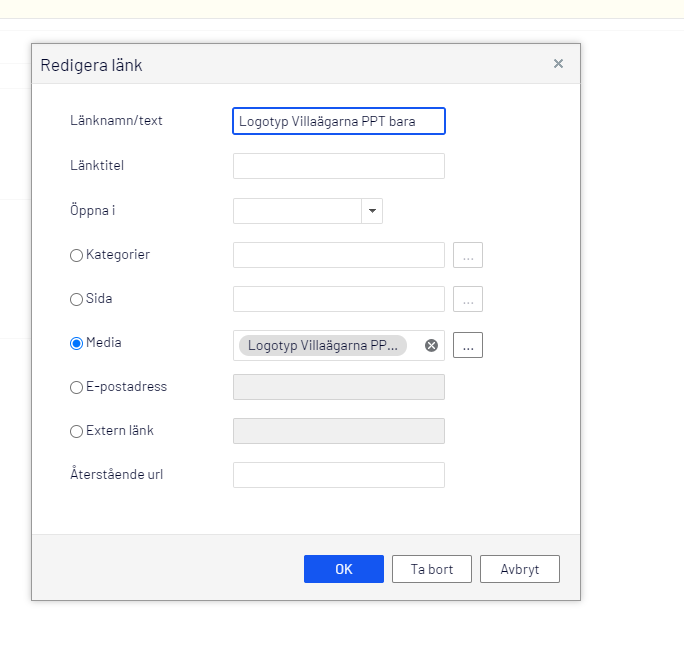 Redigera länk
Länknamn/text
Logotyp Villaägarna PPT bara
Länktitel
Öppna i
Kategorier
...
Sida
...
Media
Logotyp Villaägarna PP...
...
E-postadress
Extern länk
Återstående url
OK
Ta bort
Avbryt